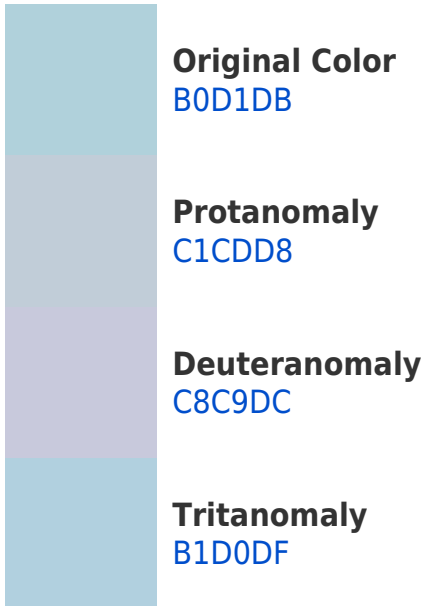 Original Color
B0D1DB
Protanomaly
C1CDD8
Deuteranomaly
C8C9DC
Tritanomaly
B1D0DF